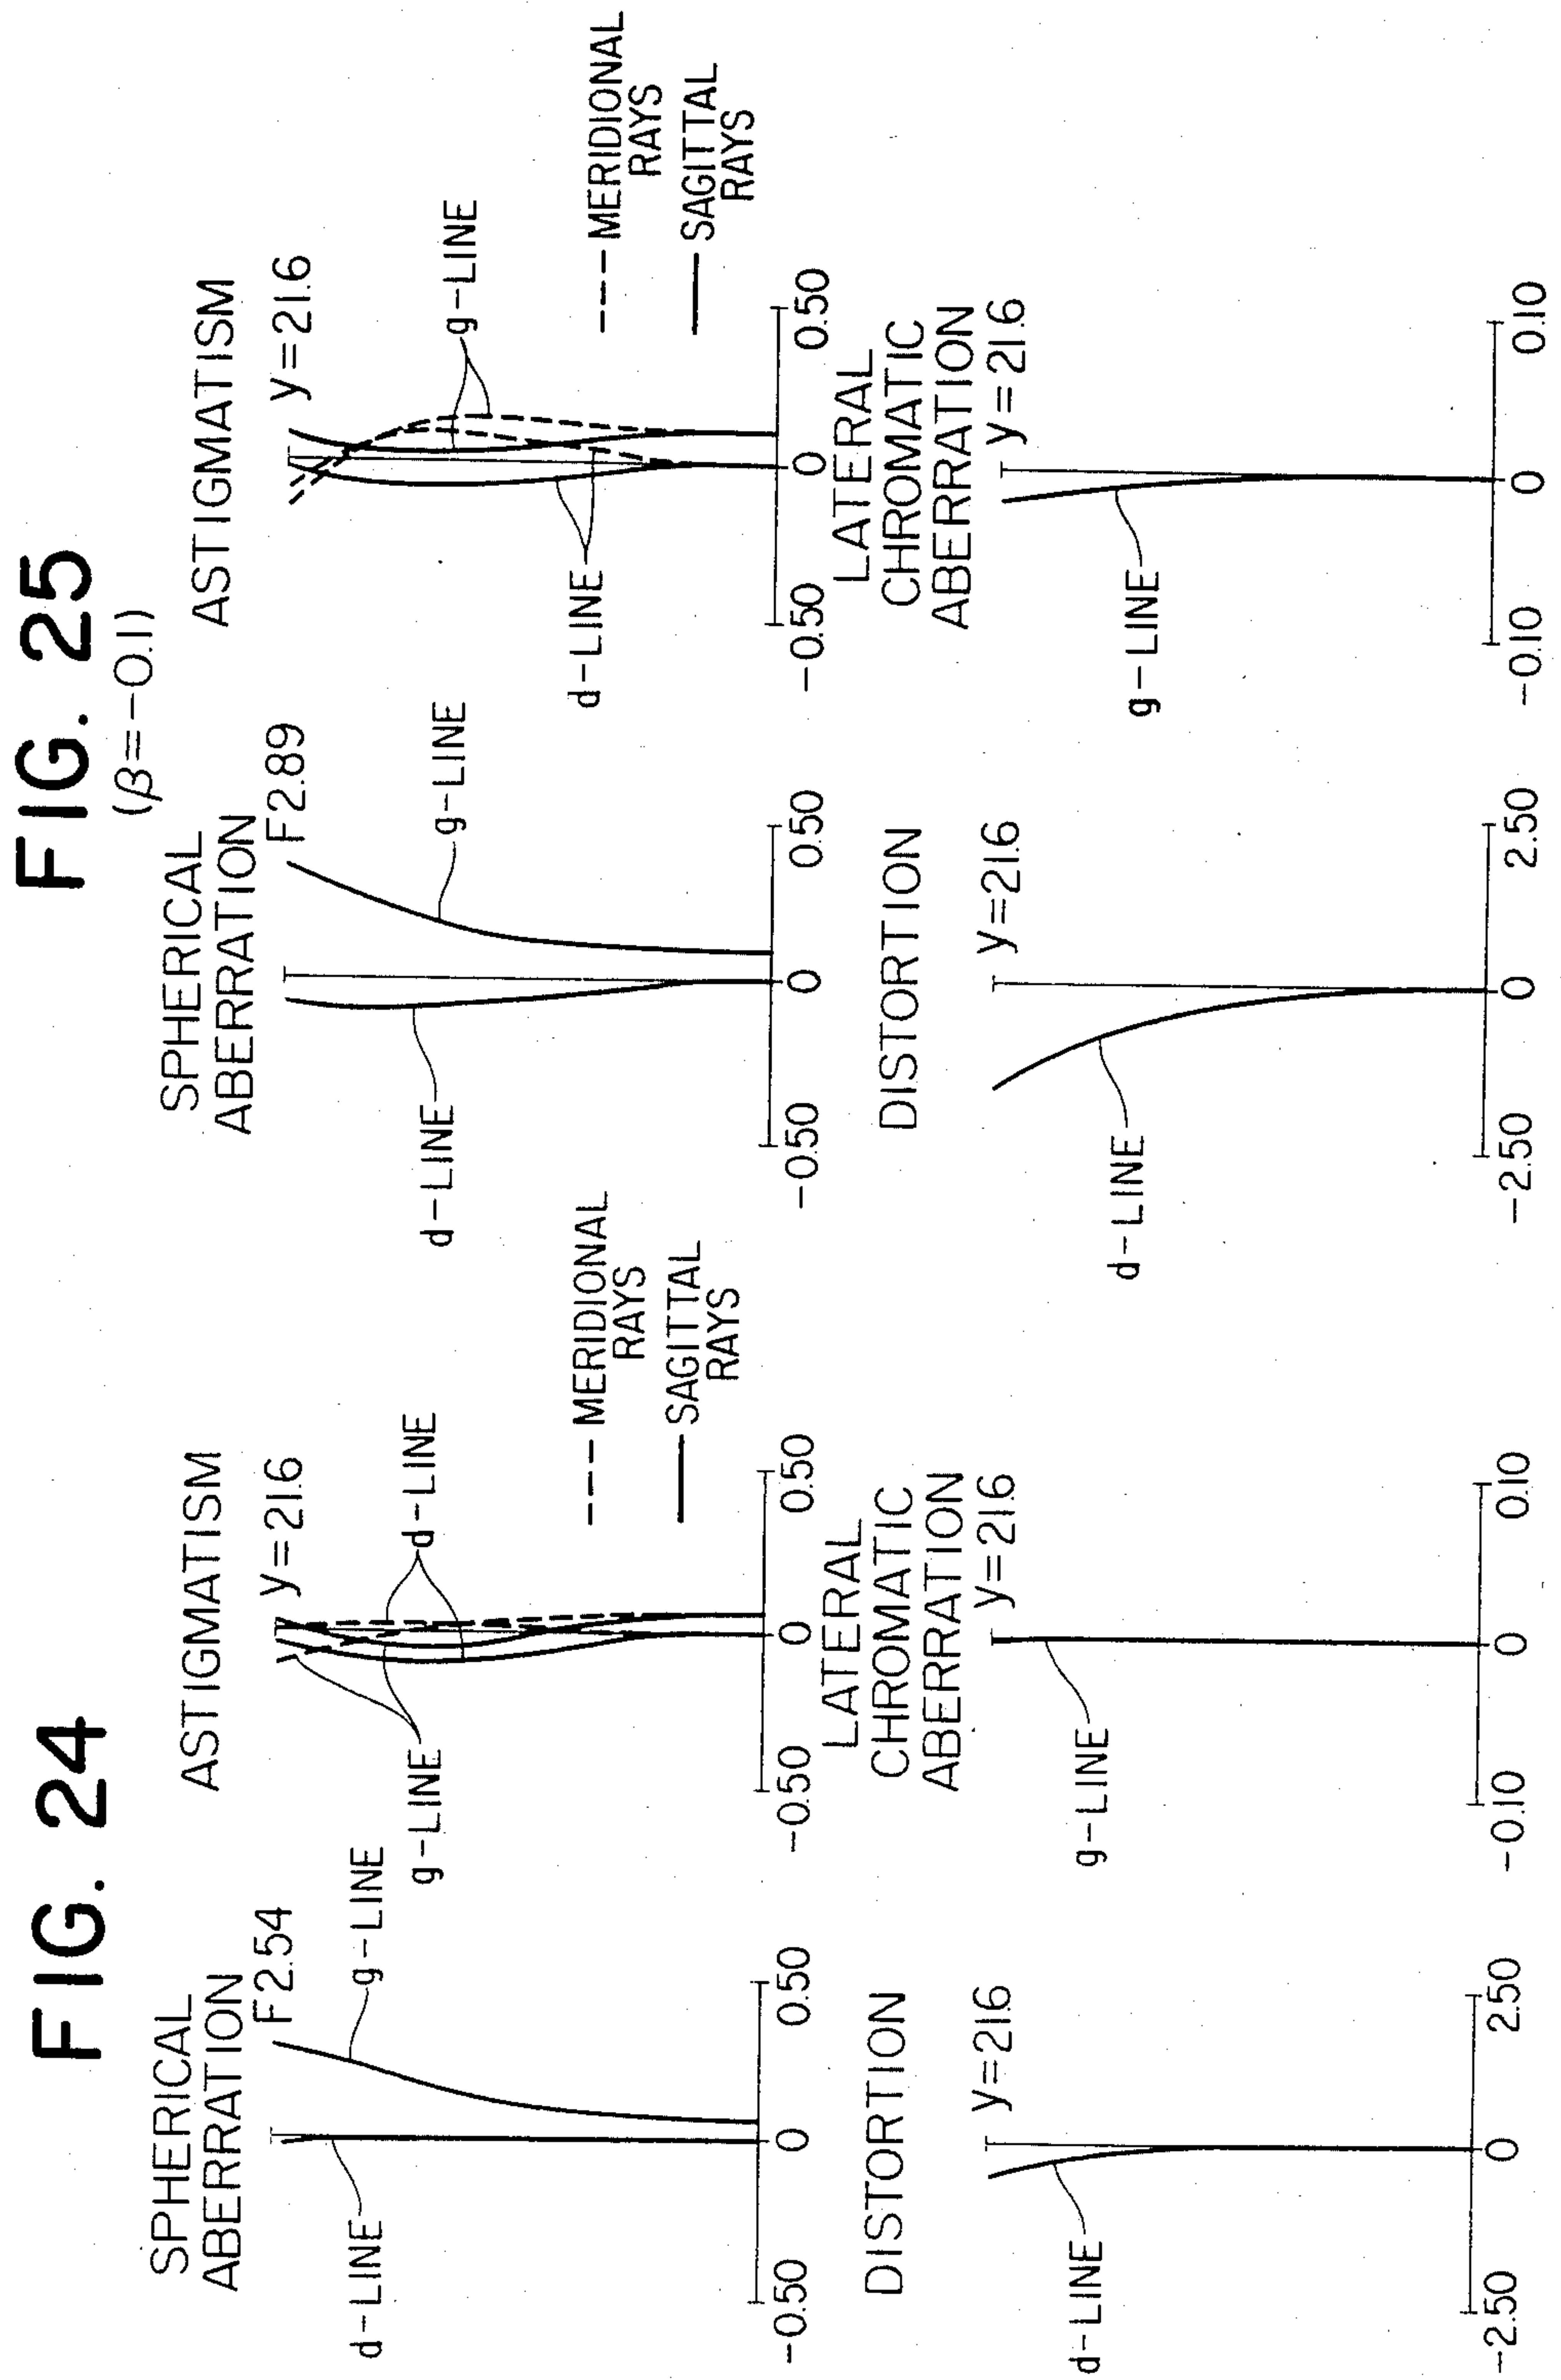 FIG. 24
SPHERICAL
ABERRATION
F2.54
g-LINE
d-LINE
-0.50
0
0.50
ASTIGMATISM
y=21.6
d-LINE
g-LINE
--- MERIDIONAL
RAYS
— SAGITTAL
RAYS
-0.50
0
0.50
DISTORTION
y=21.6
d-LINE
-2.50
0
2.50
LATERAL
CHROMATIC
ABERRATION
y=21.6
g-LINE
-0.10
0
0.10
FIG. 25
(β=-0.1)
SPHERICAL
ABERRATION
F2.89
g-LINE
d-LINE
-0.50
0
0.50
ASTIGMATISM
y=21.6
g-LINE
d-LINE
--- MERIDIONAL
RAYS
— SAGITTAL
RAYS
-0.50
0
0.50
DISTORTION
y=21.6
d-LINE
-2.50
0
2.50
LATERAL
CHROMATIC
ABERRATION
y=21.6
g-LINE
-0.10
0
0.10